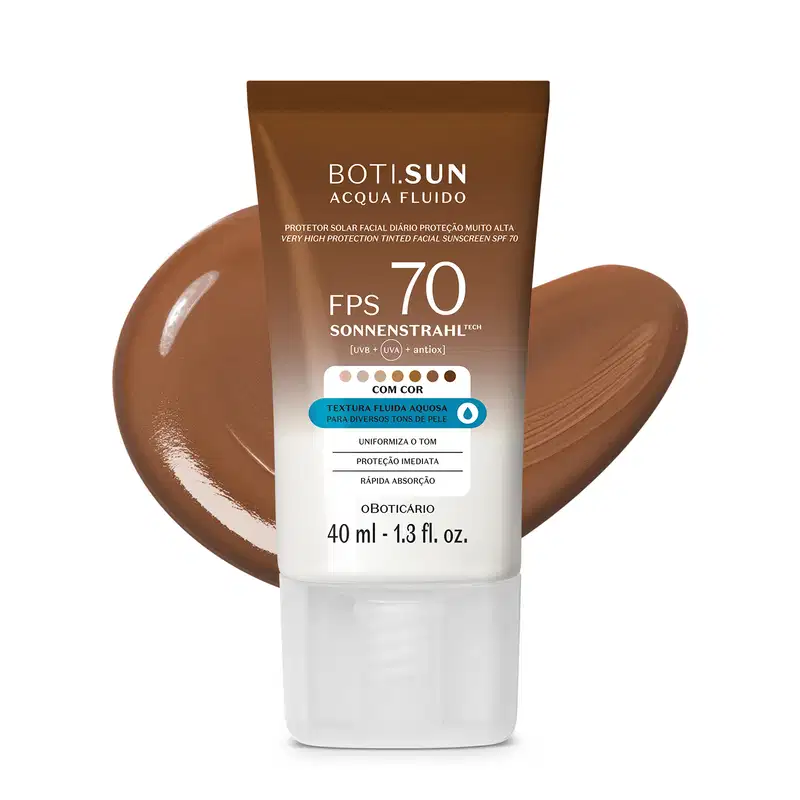 BOTI.SUN
ACQUA FLUIDO
PROTETOR SOLAR FACIAL DIÁRIO PROTEÇÃO MUITO ALTA
VERY HIGH PROTECTION TINTED FACIAL SUNSCREEN SPF 70
FPS 70
SONNENSTRAHL TECH
[UVB + UVA + antiox]
COM COR
TEXTURA FLUIDA AQUOSA
PARA DIVERSOS TONS DE PELE
UNIFORMIZA O TOM
PROTEÇÃO IMEDIATA
RÁPIDA ABSORÇÃO
OBOTICÁRIO
40 ml - 1.3 fl. oz.